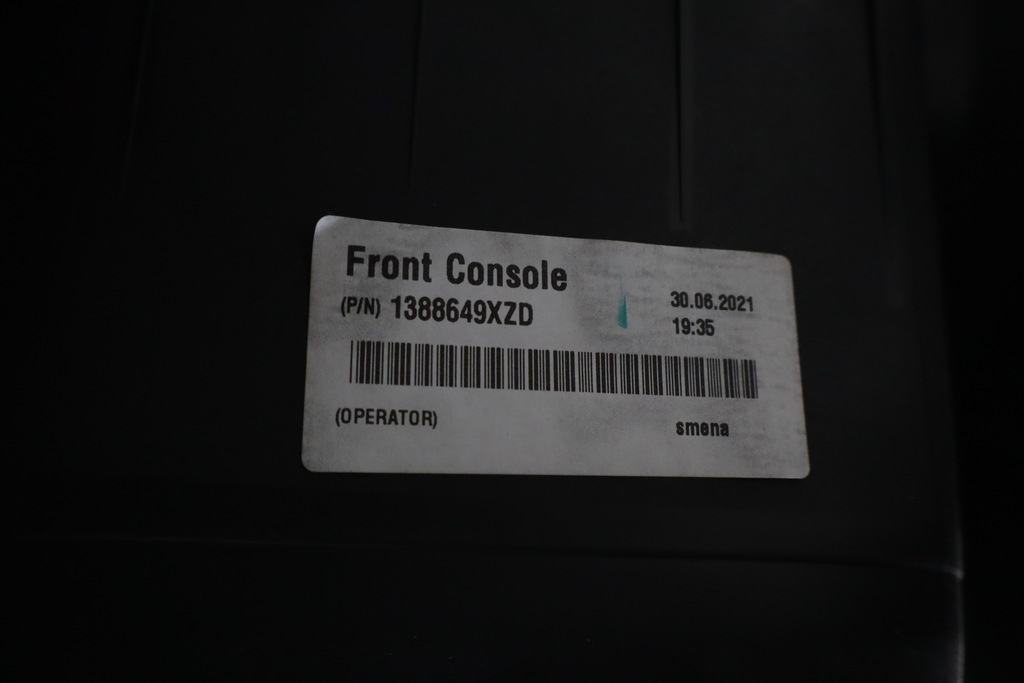 Front Console
(P/N) 1388649XZD
30.06.2021
19:35
(OPERATOR)
smena